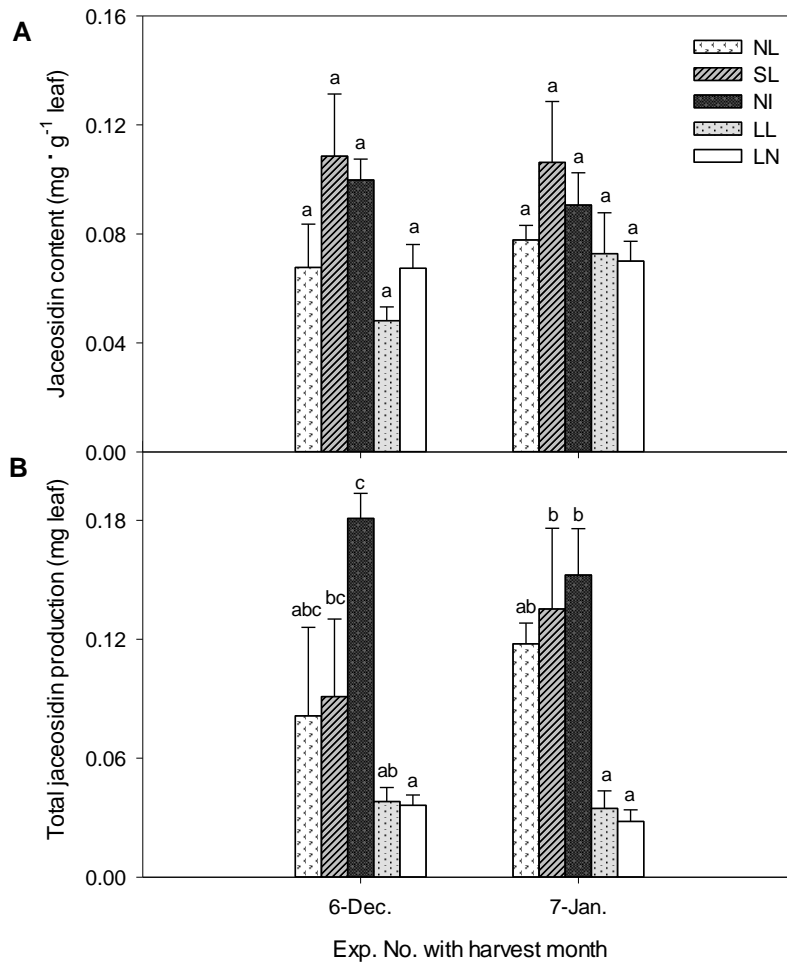 A
Jaceosidin content (mg · g⁻¹ leaf)
0.16
0.12
0.08
0.04
0.00
NL
SL
NI
LL
LN
a a a a a
a a a a a
B
Total jaceosidin production (mg leaf)
0.18
0.12
0.06
0.00
abc bc c ab a
ab b b a a
6-Dec. 7-Jan.
Exp. No. with harvest month